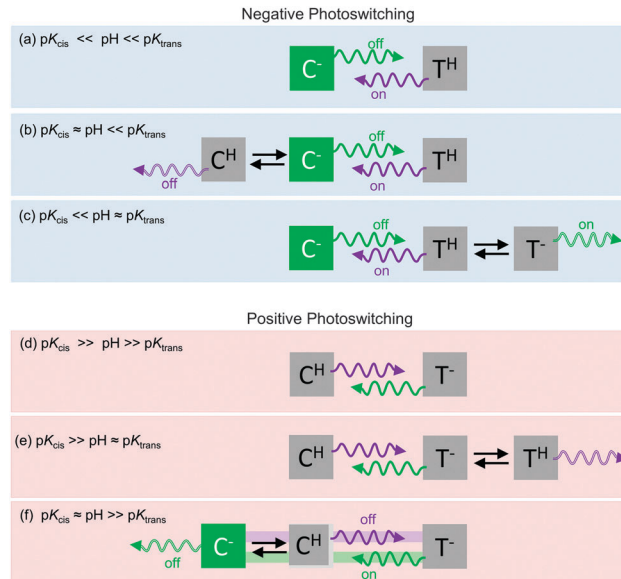 Negative Photoswitching
(a) pKcis << pH << pKtrans
off
C⁻ Tᴴ
on
(b) pKcis ≈ pH << pKtrans
off
Cᴴ C⁻ Tᴴ
off on
(c) pKcis << pH ≈ pKtrans
off on
C⁻ Tᴴ T⁻
on
Positive Photoswitching
(d) pKcis >> pH >> pKtrans
Cᴴ T⁻
(e) pKcis >> pH ≈ pKtrans
Cᴴ T⁻ Tᴴ
(f) pKcis ≈ pH >> pKtrans
off
C⁻ Cᴴ T⁻
off on